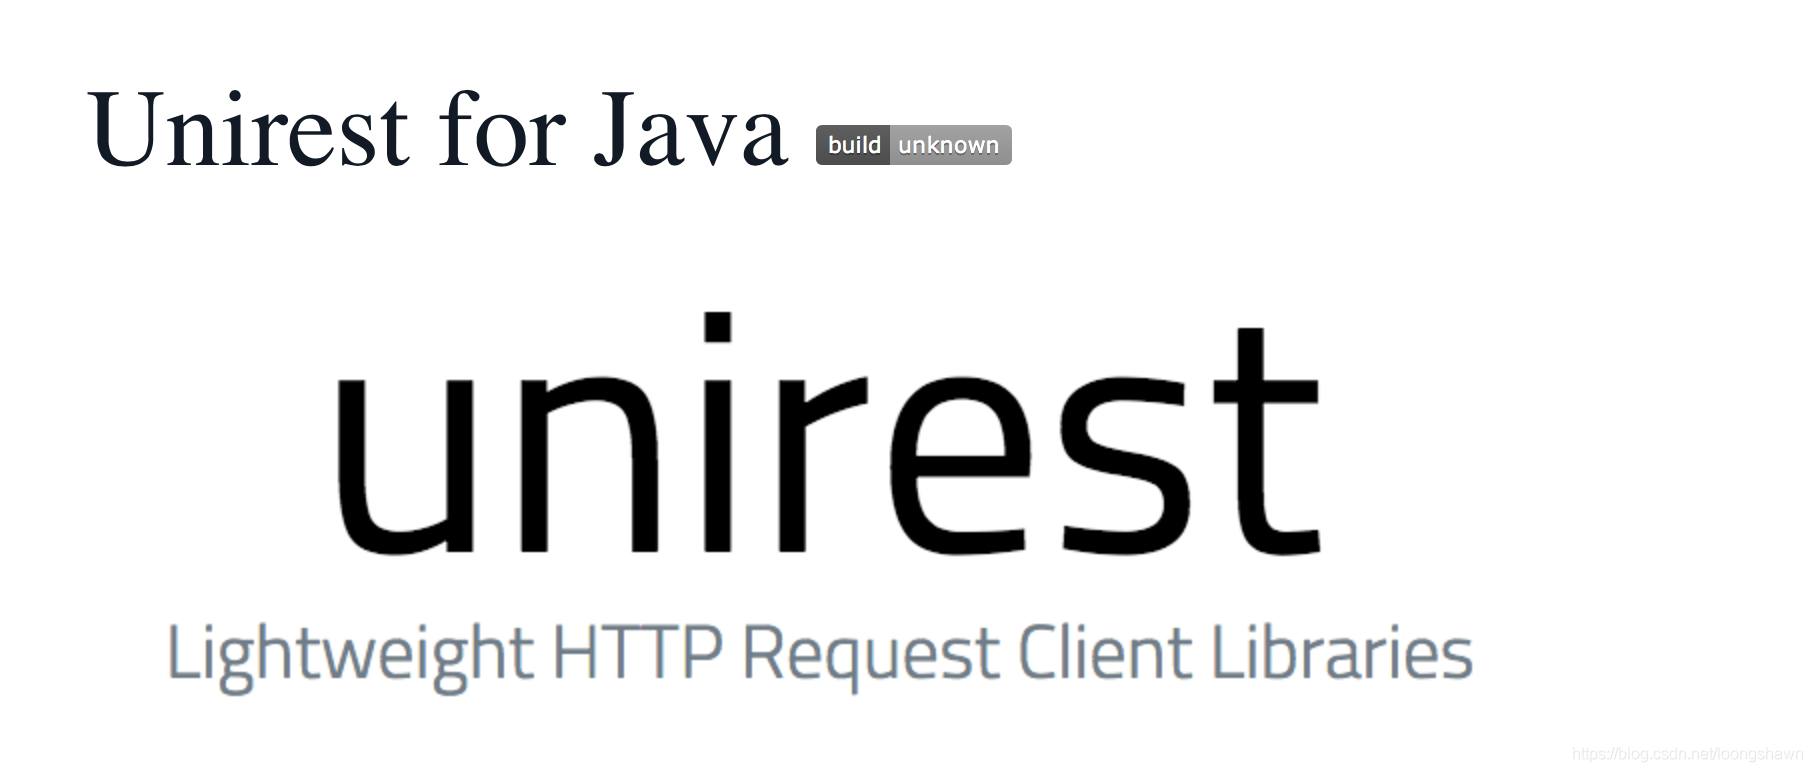 Unirest for Java build unknown
unirest
Lightweight HTTP Request Client Libraries
https://blog.csdn.net/loongshawn